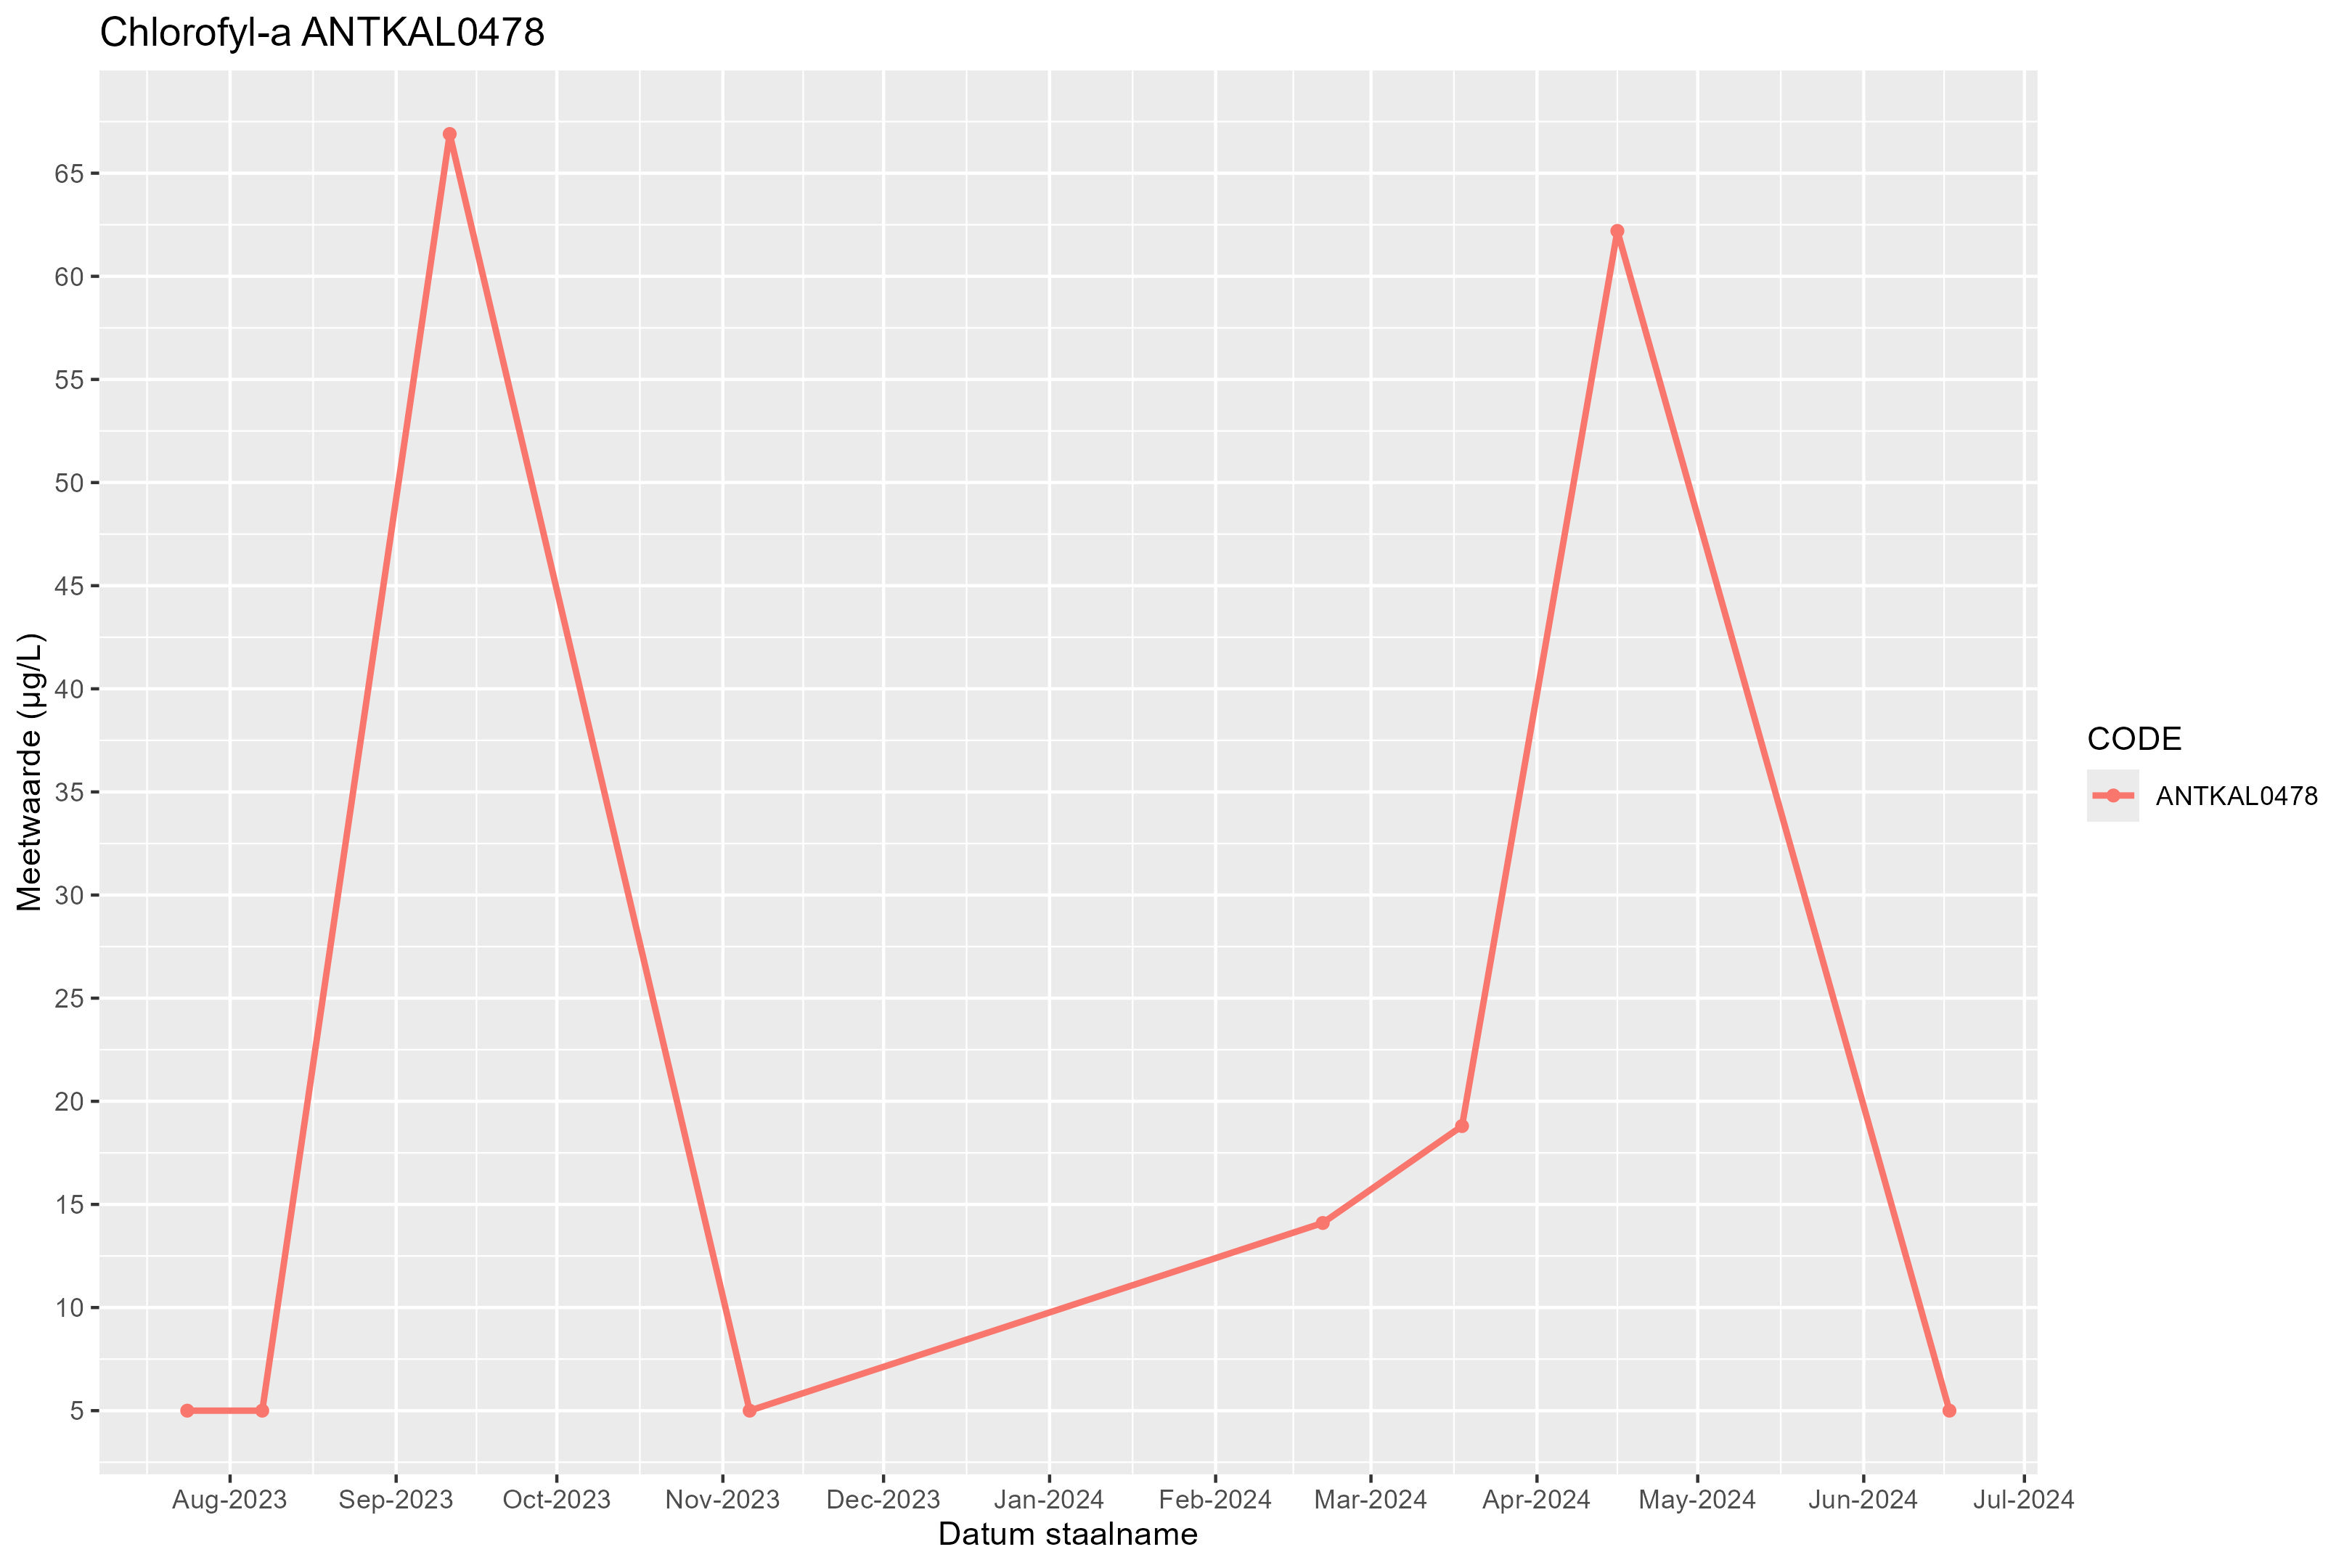 Chlorofyl-a ANTKAL0478
Meetwaarde (µg/L)
65
60
55
50
45
40
35
30
25
20
15
10
5
Aug-2023 Sep-2023 Oct-2023 Nov-2023 Dec-2023 Jan-2024 Feb-2024 Mar-2024 Apr-2024 May-2024 Jun-2024 Jul-2024
Datum staalname
CODE
ANTKAL0478